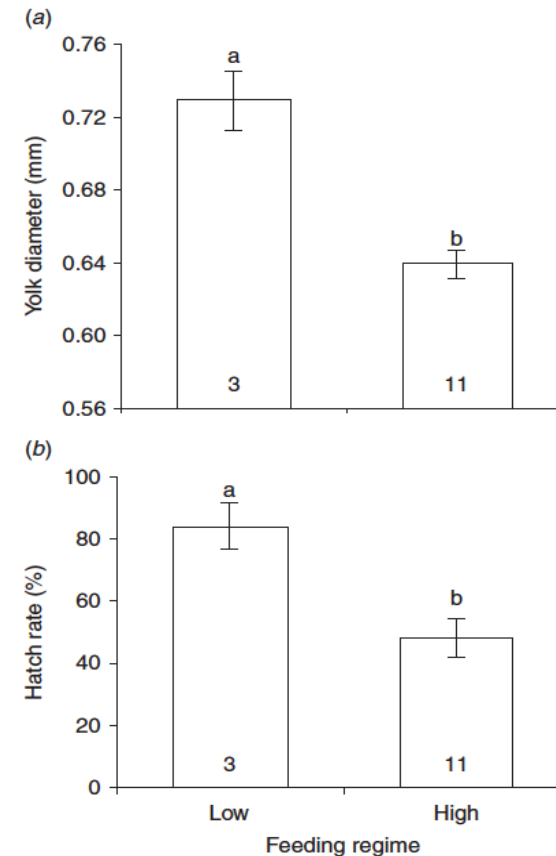 (a)
0.76
0.72
0.68
0.64
0.60
0.56
Yolk diameter (mm)
a
b
3
11
(b)
100
80
60
40
20
0
Hatch rate (%)
a
b
3
11
Low
High
Feeding regime